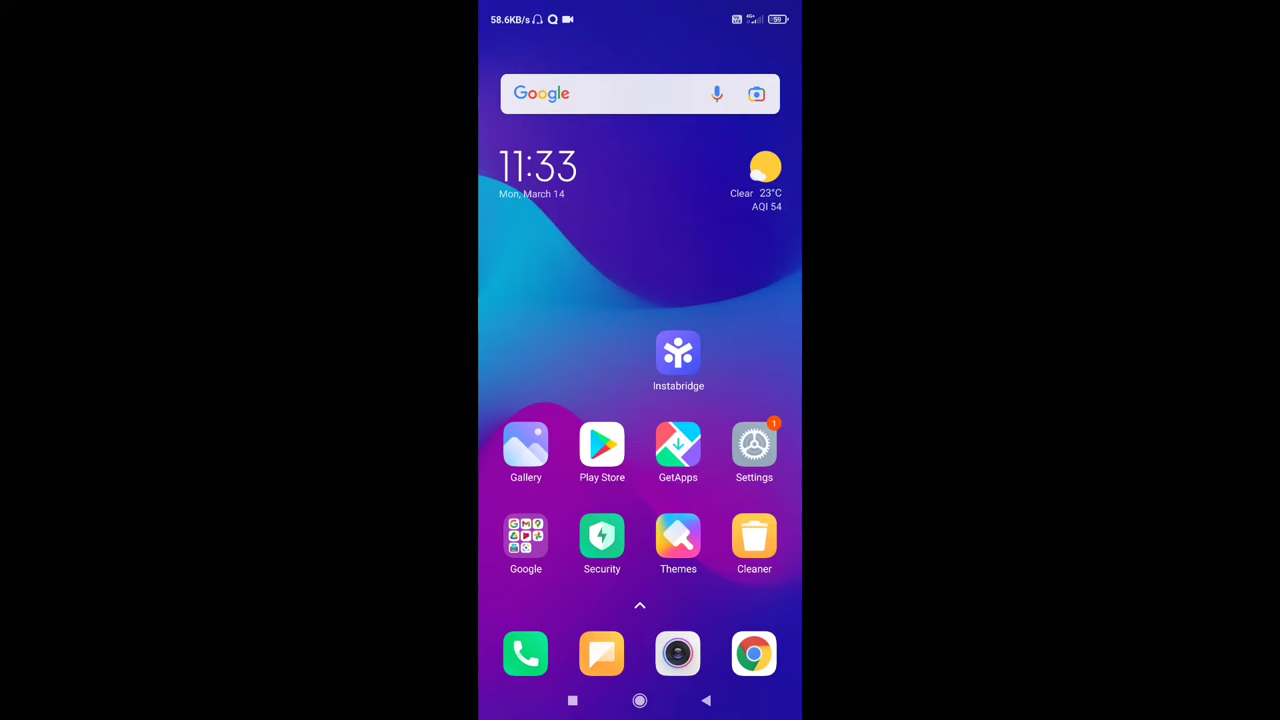 58.6KB/s
59
Google
11:33
Mon, March 14
Clear 23°C
AQI 54
Instabridge
1
Gallery
Play Store
GetApps
Settings
Google
Security
Themes
Cleaner